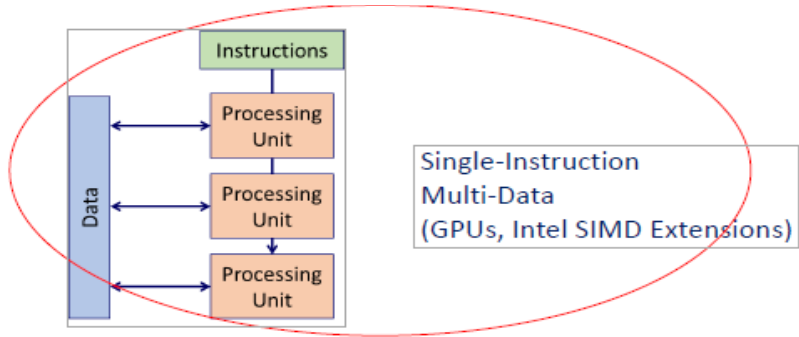 Instructions
Processing
Unit
Processing
Unit
Processing
Unit
Data
Single-Instruction
Multi-Data
(GPUs, Intel SIMD Extensions)